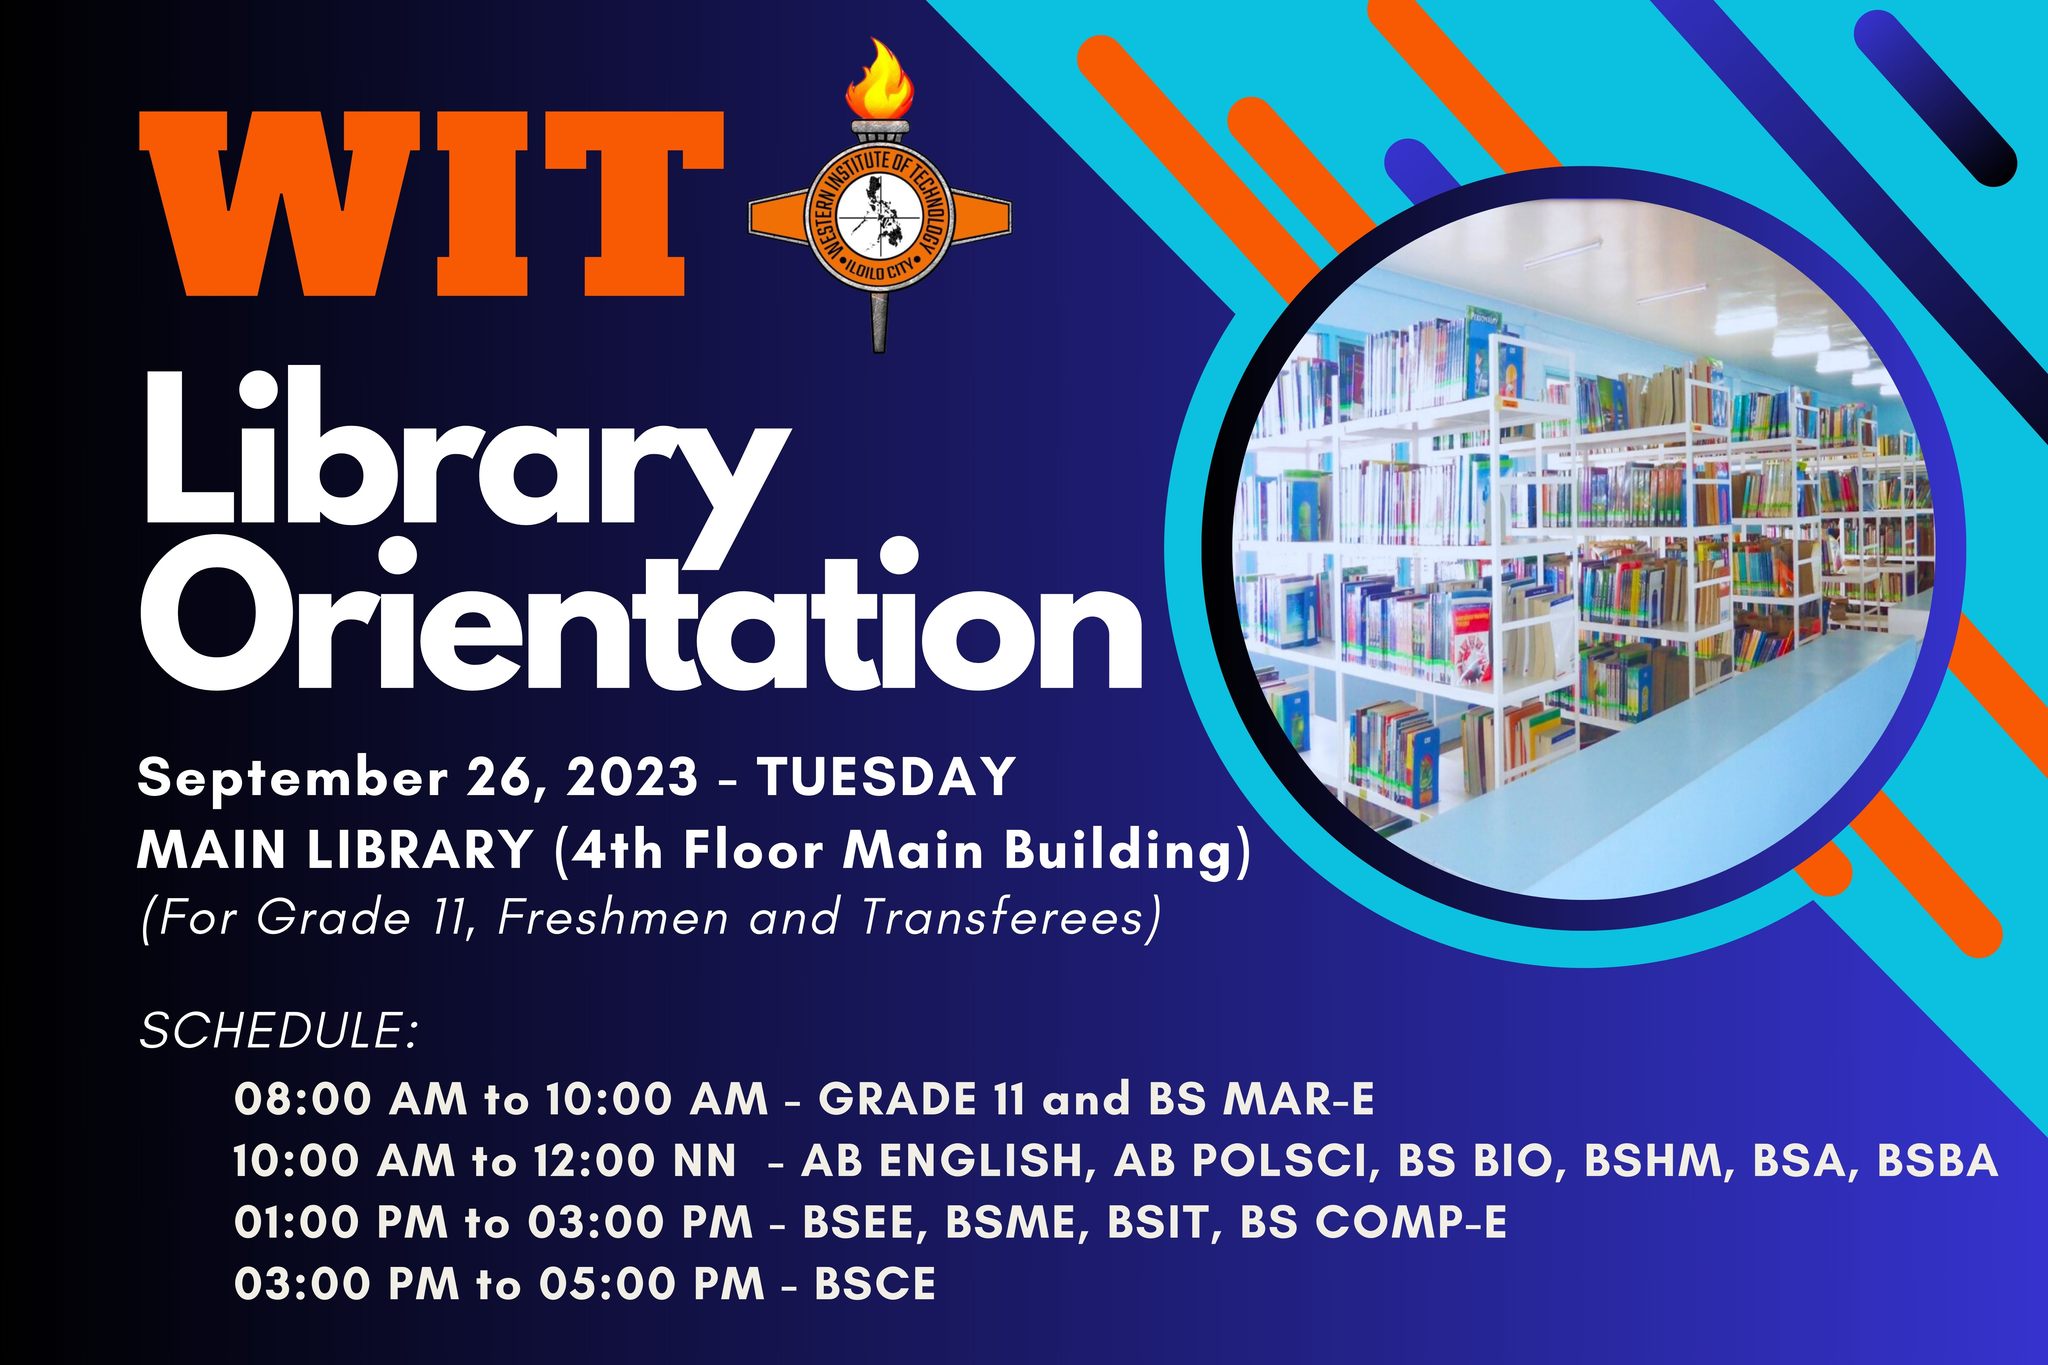 WIT
WESTERN INSTITUTE OF TECHNOLOGY
• ILOILO CITY •
Library
Orientation
September 26, 2023 - TUESDAY
MAIN LIBRARY (4th Floor Main Building)
(For Grade 11, Freshmen and Transferees)
SCHEDULE:
08:00 AM to 10:00 AM - GRADE 11 and BS MAR-E
10:00 AM to 12:00 NN - AB ENGLISH, AB POLSCI, BS BIO, BSHM, BSA, BSBA
01:00 PM to 03:00 PM - BSEE, BSME, BSIT, BS COMP-E
03:00 PM to 05:00 PM - BSCE